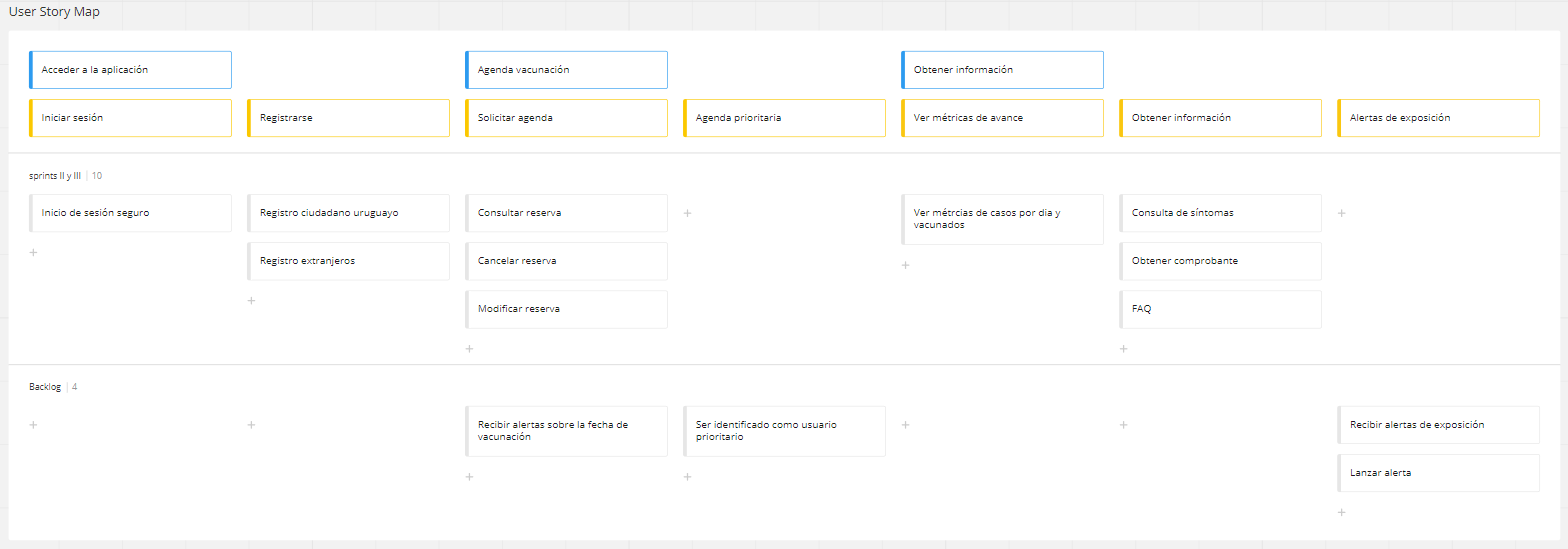 User Story Map
Acceder a la aplicación
Agenda vacunación
Obtener información
Iniciar sesión
Registrarse
Solicitar agenda
Agenda prioritaria
Ver métricas de avance
Obtener información
Alertas de exposición
sprints II y III | 10
Inicio de sesión seguro
Registro ciudadano uruguayo
Consultar reserva
Ver métrcias de casos por dia y
vacunados
Consulta de síntomas
Registro extranjeros
Cancelar reserva
Obtener comprobante
Modificar reserva
FAQ
Backlog | 4
Recibir alertas sobre la fecha de
vacunación
Ser identificado como usuario
prioritario
Recibir alertas de exposición
Lanzar alerta